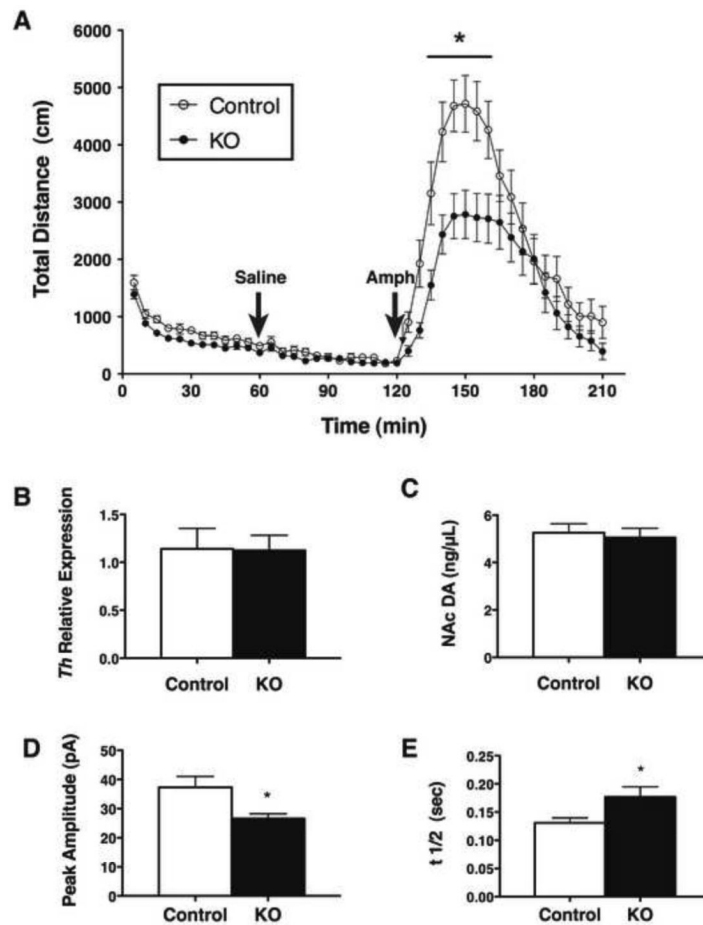 A
Total Distance (cm)
6000
5000
4000
3000
2000
1000
0
Control
KO
*
Saline
Amph
0 30 60 90 120 150 180 210
Time (min)
B
Th Relative Expression
1.5
1.0
0.5
0.0
Control KO
C
NAc DA (ng/µL)
6
4
2
0
Control KO
D
Peak Amplitude (pA)
50
40
30
20
10
0
*
Control KO
E
t 1/2 (sec)
0.25
0.20
0.15
0.10
0.05
0.00
*
Control KO